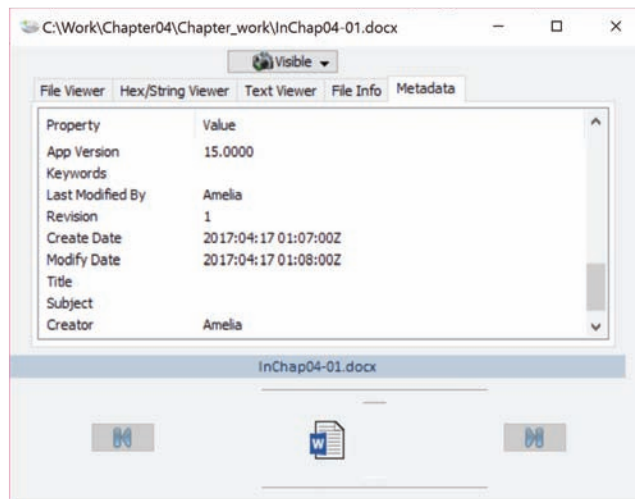 C:\Work\Chapter04\Chapter_work\InChap04-01.docx
Visible
File Viewer Hex/String Viewer Text Viewer File Info Metadata
Property Value
App Version 15.0000
Keywords
Last Modified By Amelia
Revision 1
Create Date 2017:04:17 01:07:00Z
Modify Date 2017:04:17 01:08:00Z
Title
Subject
Creator Amelia
InChap04-01.docx
W